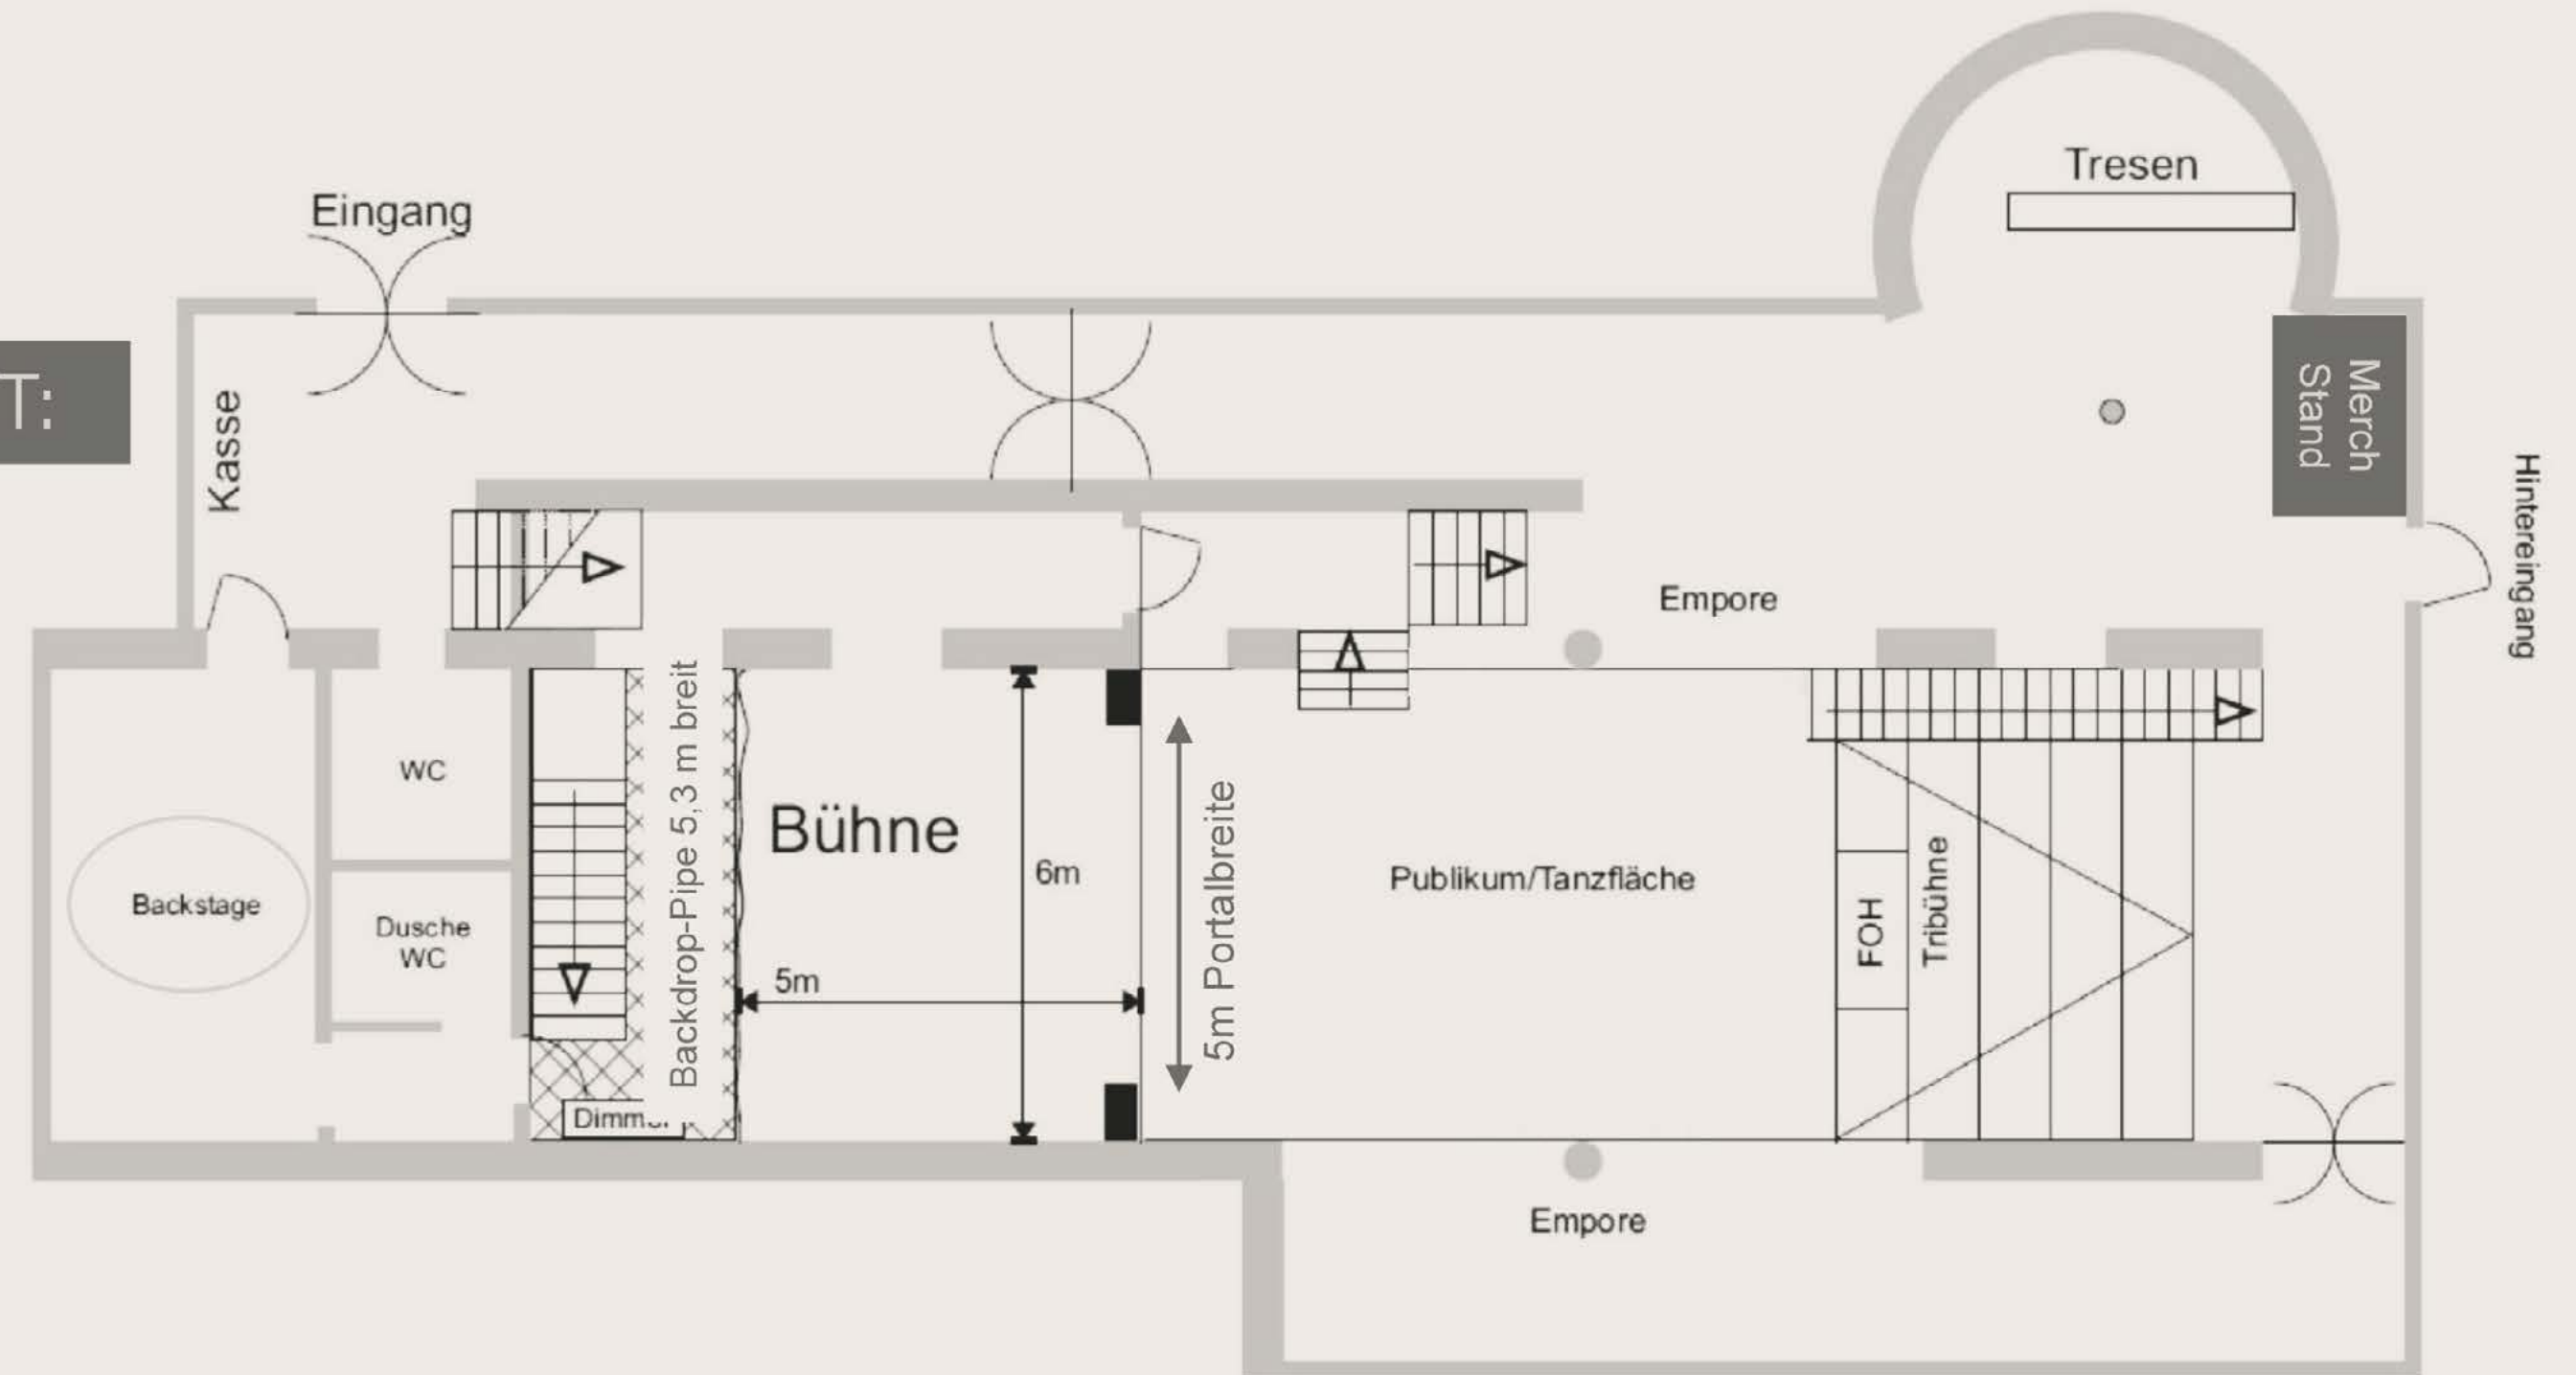 Eingang
Tresen
T:
Kasse
Merch
Stand
Hintereingang
Empore
WC
Backdrop-Pipe 5,3 m breit
Bühne
6m
5m Portalbreite
Publikum/Tanzfläche
Backstage
Dusche
WC
FOH
Tribühne
5m
Empore